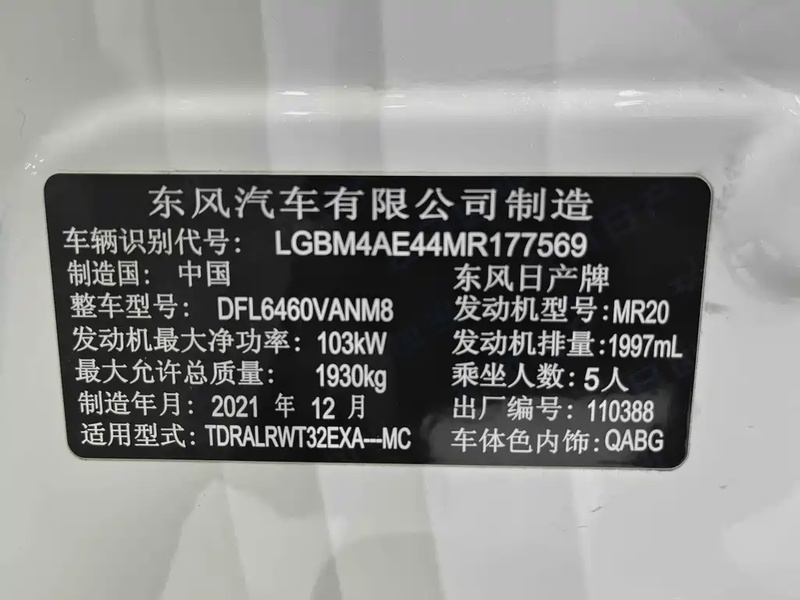 东风汽车有限公司制造
车辆识别代号: LGBM4AE44MR177569
制造国: 中国 东风日产牌
整车型号: DFL6460VANM8 发动机型号: MR20
发动机最大净功率: 103kW 发动机排量: 1997mL
最大允许总质量: 1930kg 乘坐人数: 5人
制造年月: 2021 年 12 月 出厂编号: 110388
适用型式: TDRALRWT32EXA---MC 车体色内饰: QABG